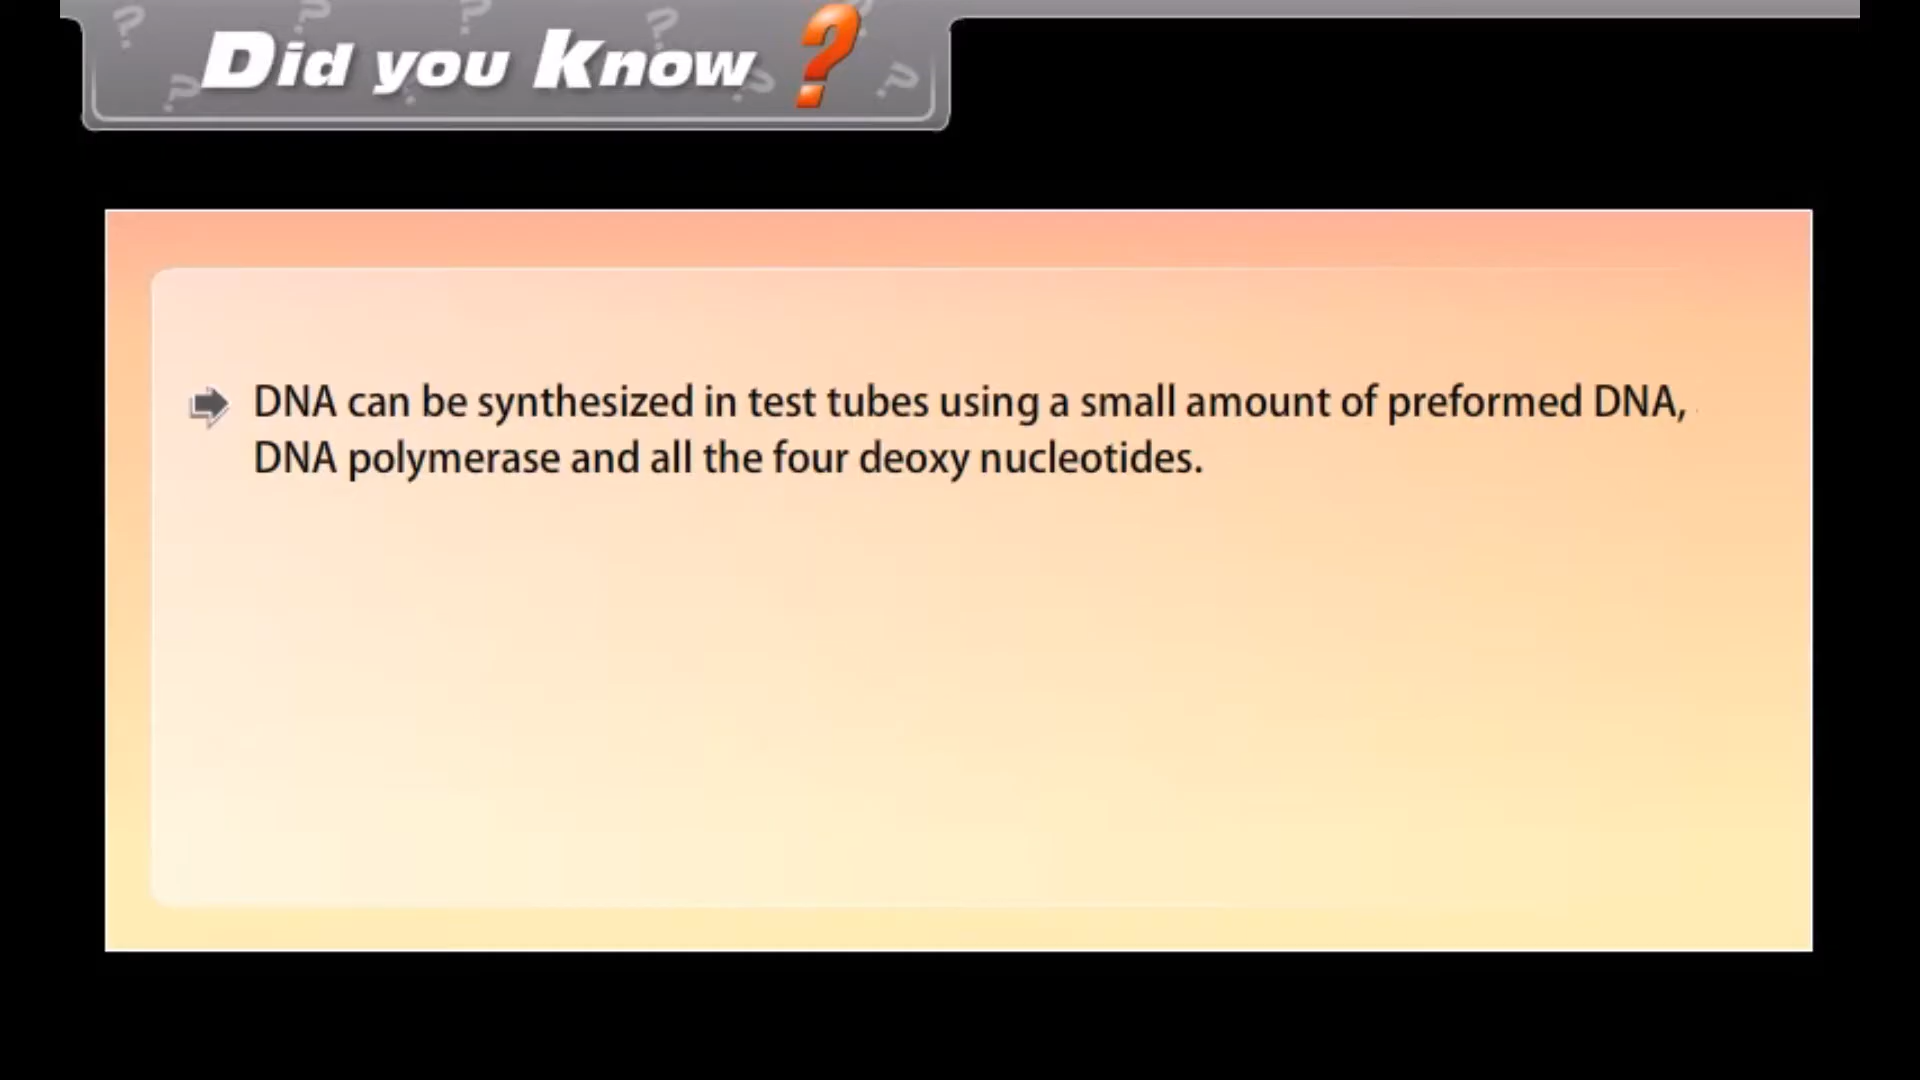 Did you Know ?
DNA can be synthesized in test tubes using a small amount of preformed DNA,
DNA polymerase and all the four deoxy nucleotides.